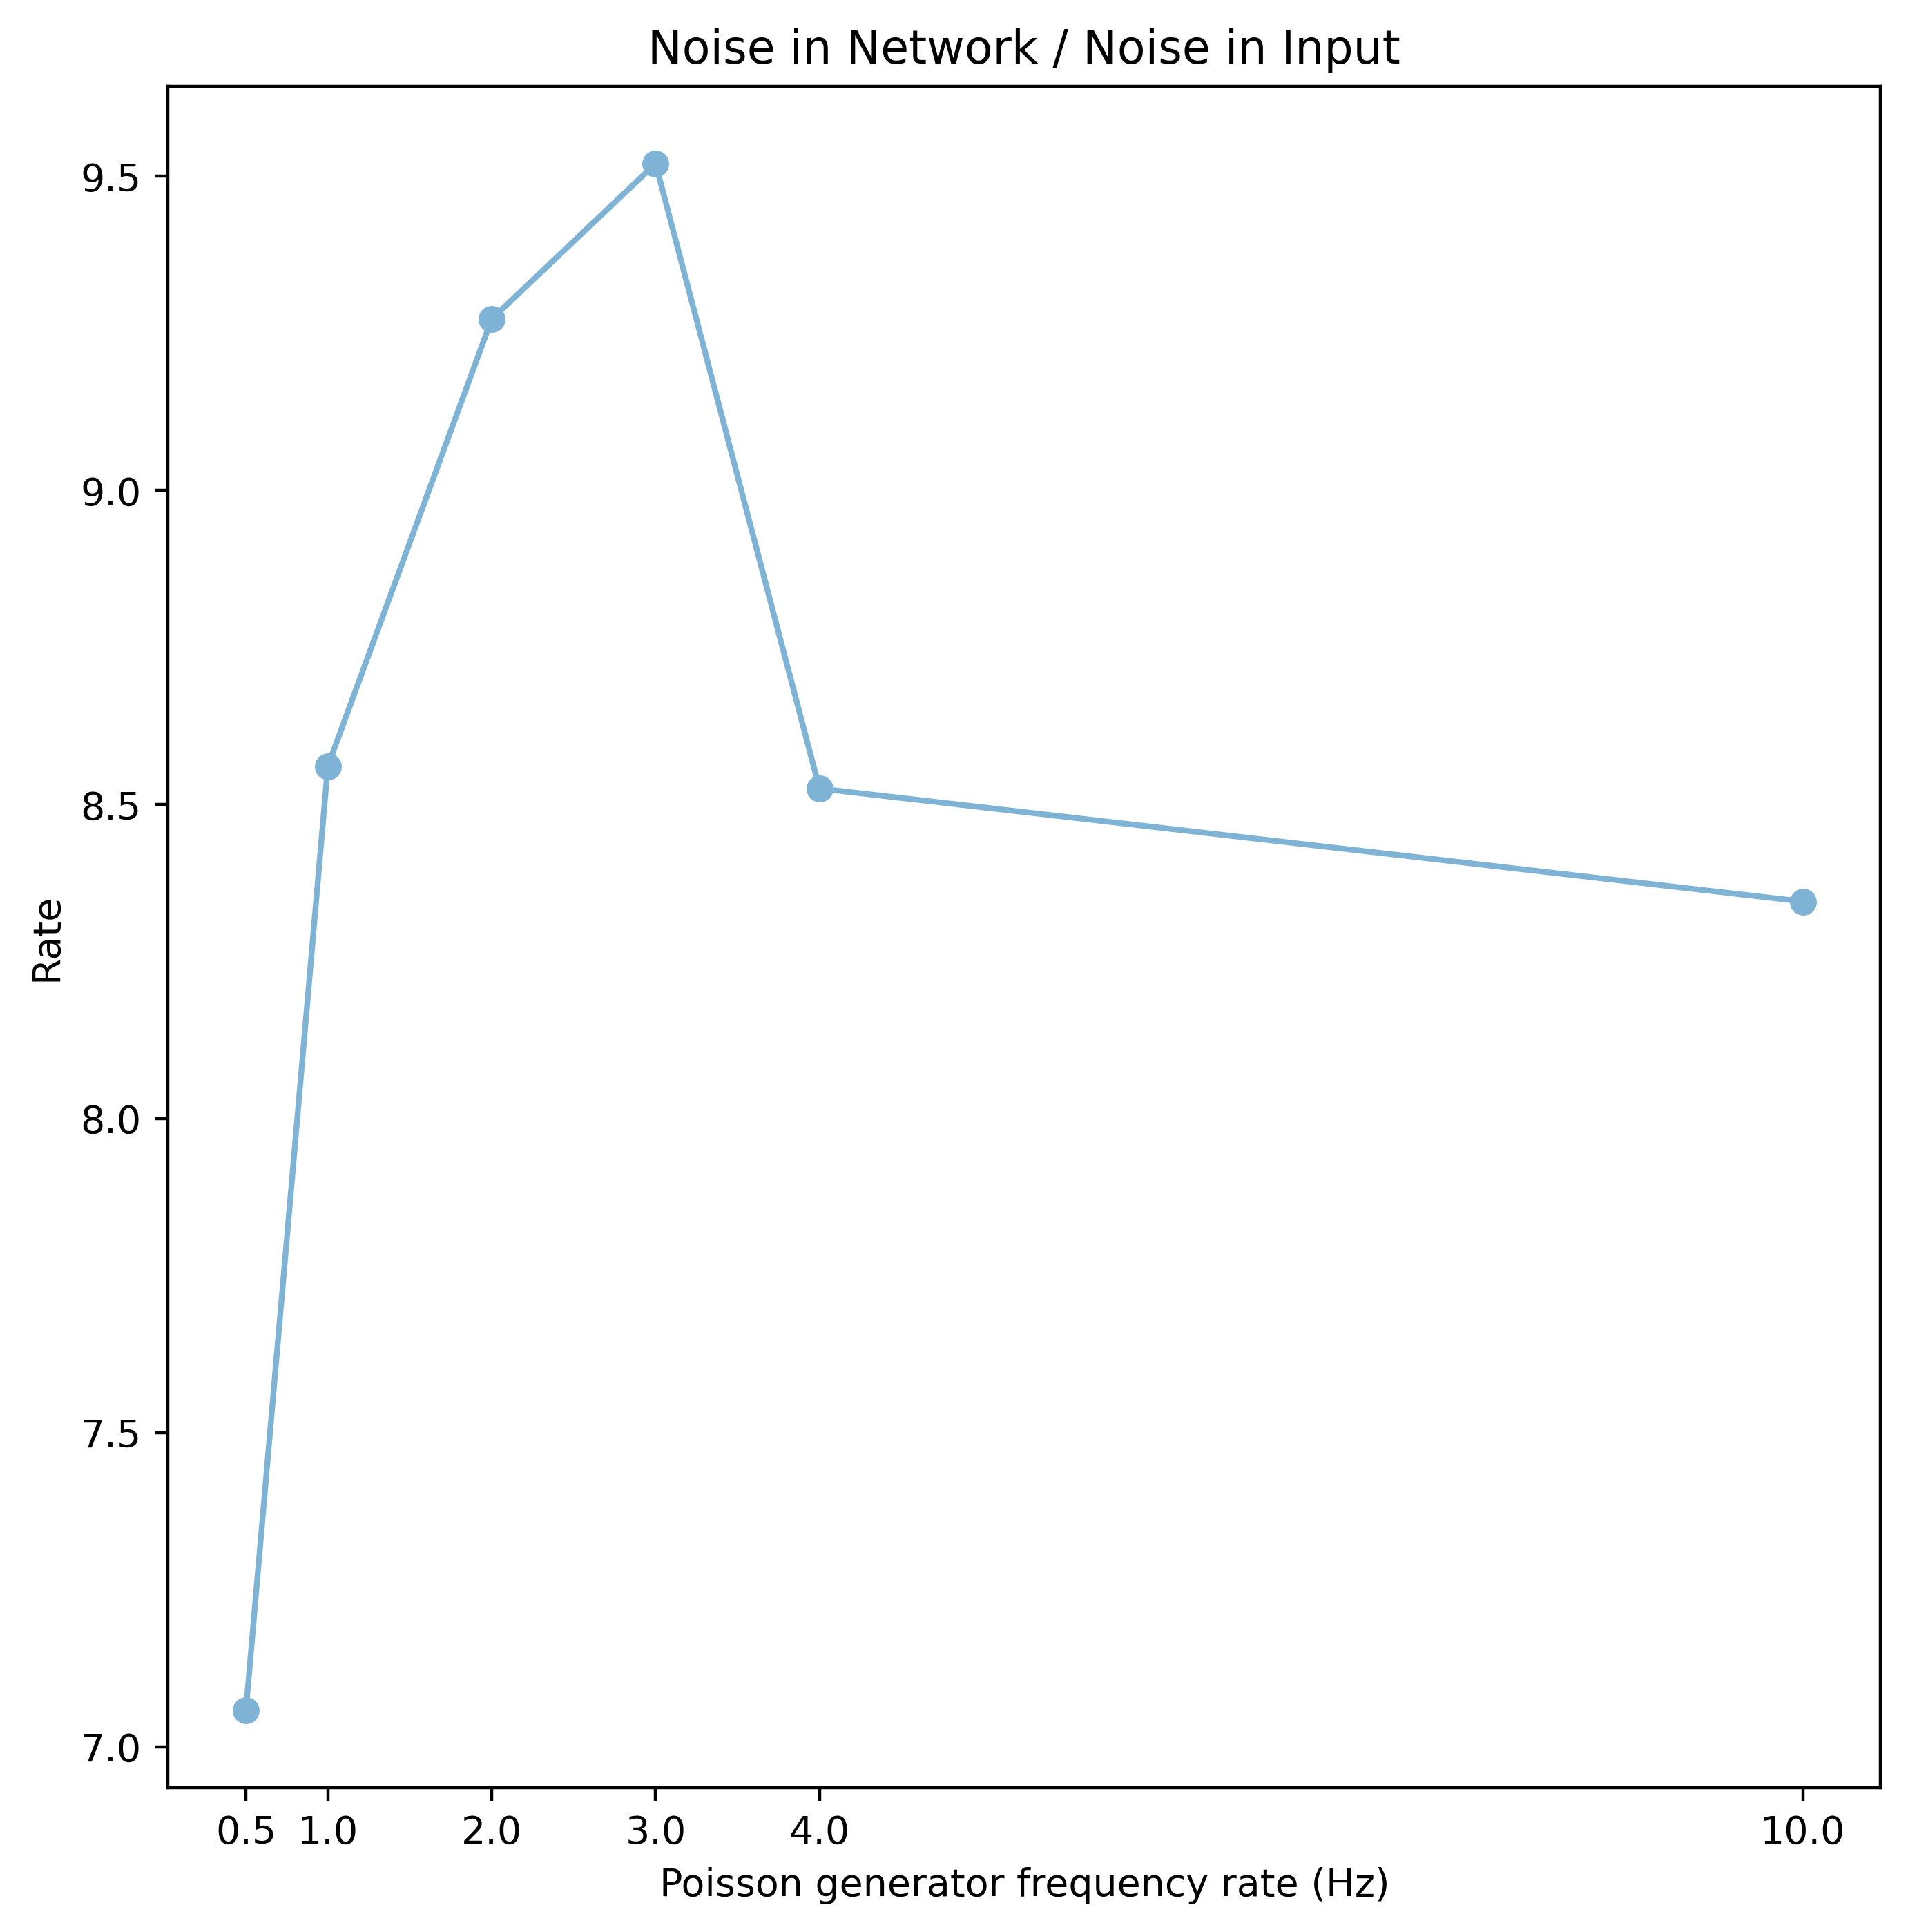 Noise in Network / Noise in Input
9.5
9.0
8.5
8.0
7.5
7.0
Rate
0.5 1.0 2.0 3.0 4.0 10.0
Poisson generator frequency rate (Hz)